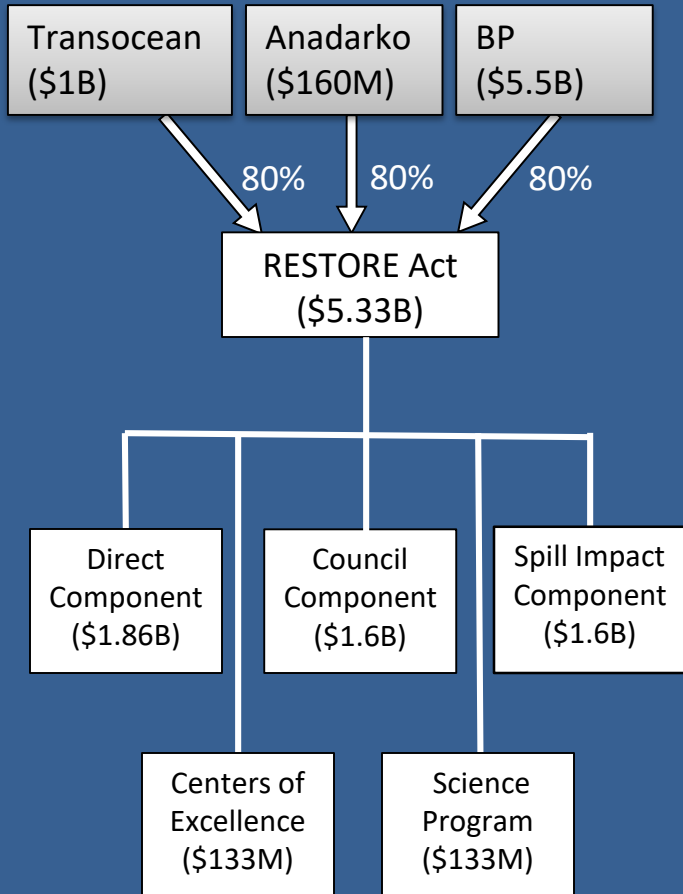 Transocean
($1B)
Anadarko
($160M)
BP
($5.5B)
80%
80%
80%
RESTORE Act
($5.33B)
Direct
Component
($1.86B)
Council
Component
($1.6B)
Spill Impact
Component
($1.6B)
Centers of
Excellence
($133M)
Science
Program
($133M)